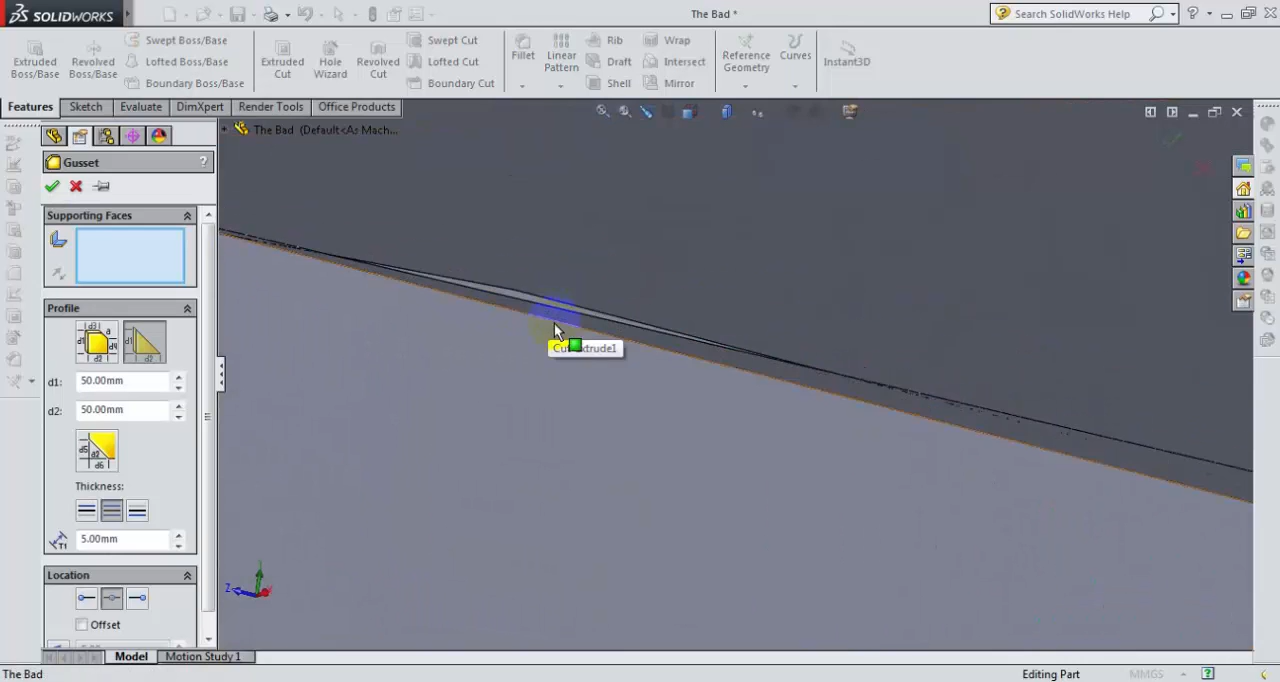 SOLIDWORKS
The Bad *
Search SolidWorks Help
Extruded Boss/Base
Revolved Boss/Base
Swept Boss/Base
Lofted Boss/Base
Boundary Boss/Base
Extruded Cut
Hole Wizard
Revolved Cut
Swept Cut
Lofted Cut
Boundary Cut
Fillet
Linear Pattern
Rib
Draft
Shell
Wrap
Intersect
Mirror
Reference Geometry
Curves
Instant3D
Features
Sketch
Evaluate
DimXpert
Render Tools
Office Products
The Bad (Default<As Mach...
Gusset
?
Supporting Faces
Profile
d1:
50.00mm
d2:
50.00mm
Thickness:
5.00mm
Location
Offset
Z
Model
Motion Study 1
The Bad
Editing Part
MMGS